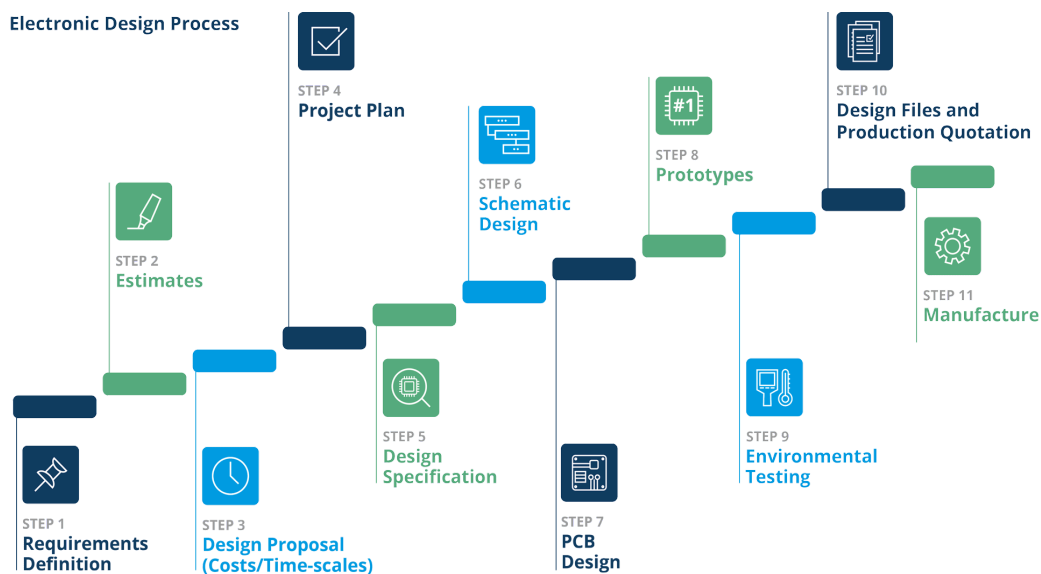 Electronic Design Process
STEP 1
Requirements
Definition
STEP 2
Estimates
STEP 3
Design Proposal
(Costs/Time-scales)
STEP 4
Project Plan
STEP 5
Design
Specification
STEP 6
Schematic
Design
STEP 7
PCB
Design
#1
STEP 8
Prototypes
STEP 9
Environmental
Testing
STEP 10
Design Files and
Production Quotation
STEP 11
Manufacture